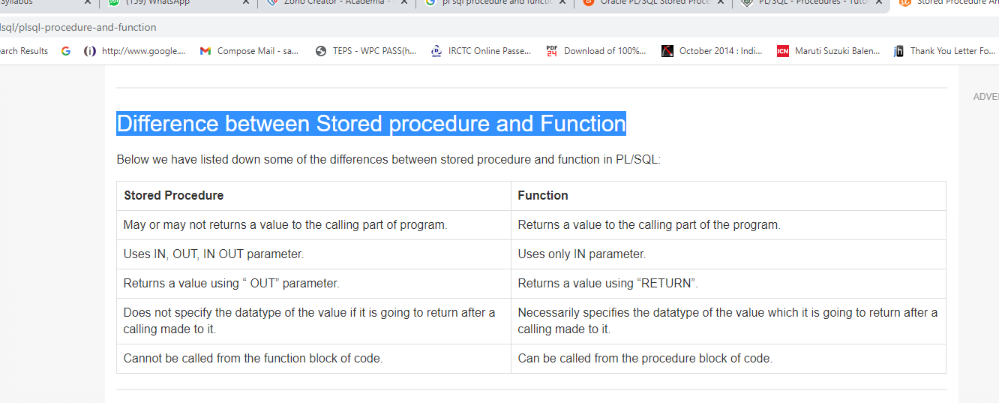 Syllabus
WhatsApp
Zoho Creator - Academia -
pl sql procedure and functi
Oracle PL/SQL Stored Proce
PL/SQL - Procedures - Tutor
Stored Procedure An
lsql/plsql-procedure-and-function
earch Results
http://www.google....
Compose Mail - sa...
TEPS - WPC PASS(h...
IRCTC Online Passe...
PDF
24
Download of 100%...
October 2014 : Indi...
ICN
Maruti Suzuki Balen...
jh
Thank You Letter Fo...
ADVE
Difference between Stored procedure and Function
Below we have listed down some of the differences between stored procedure and function in PL/SQL:
Stored Procedure
Function
May or may not returns a value to the calling part of program.
Returns a value to the calling part of the program.
Uses IN, OUT, IN OUT parameter.
Uses only IN parameter.
Returns a value using “ OUT” parameter.
Returns a value using “RETURN”.
Does not specify the datatype of the value if it is going to return after a
calling made to it.
Necessarily specifies the datatype of the value which it is going to return after a
calling made to it.
Cannot be called from the function block of code.
Can be called from the procedure block of code.